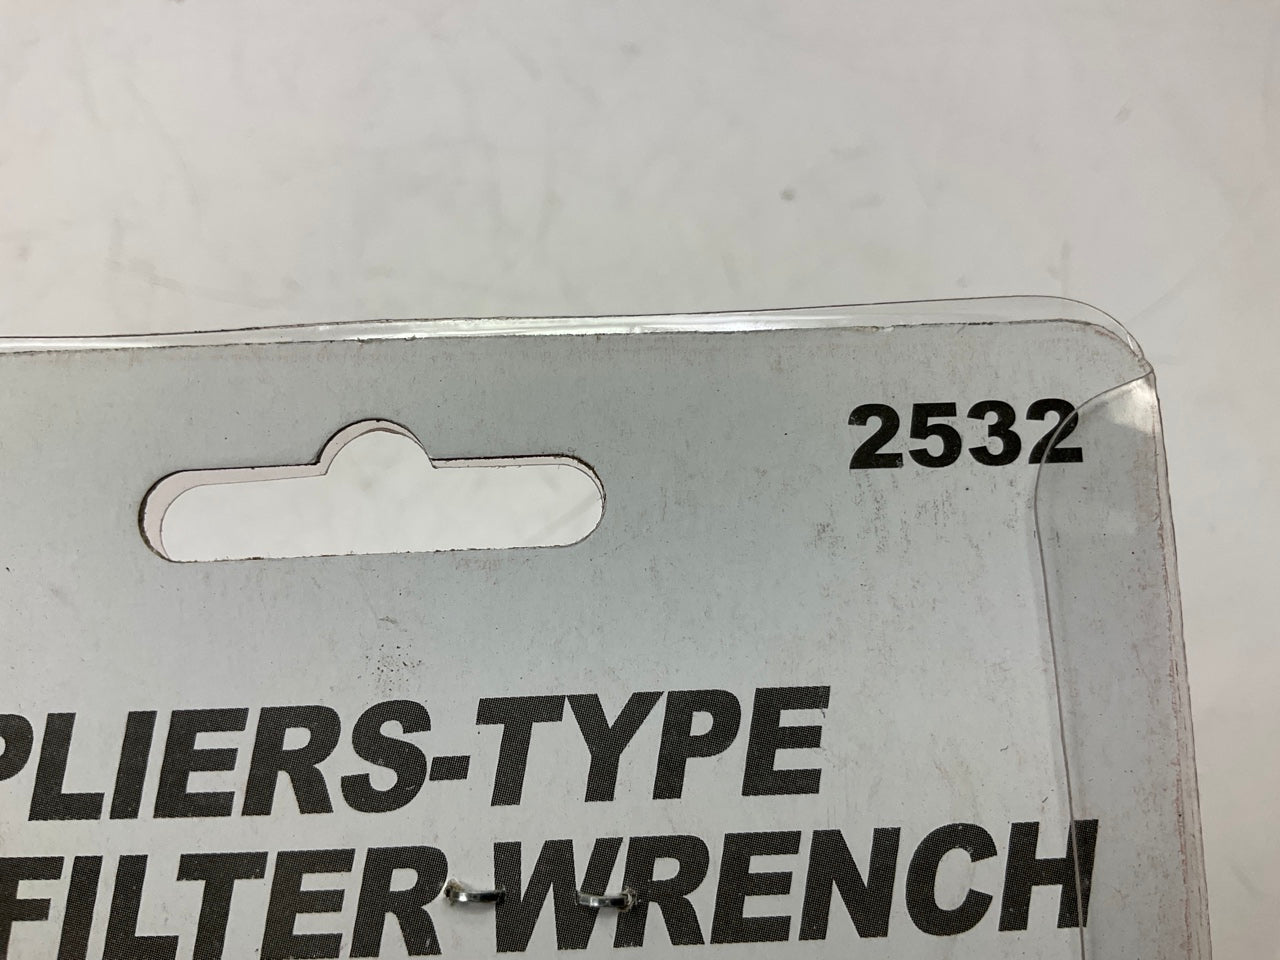 2532
PLIERS-TYPE
FILTER WRENCH